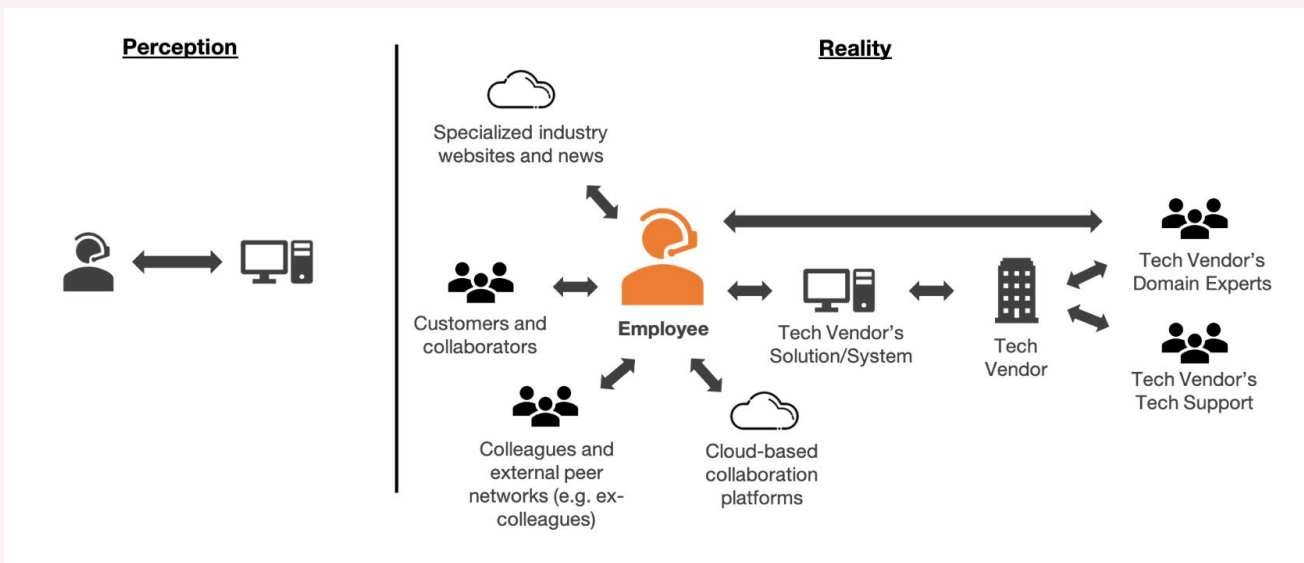 Perception
Reality
Specialized industry
websites and news
Customers and
collaborators
Employee
Tech Vendor's
Solution/System
Tech
Vendor
Tech Vendor's
Domain Experts
Tech Vendor's
Tech Support
Colleagues and
external peer
networks (e.g. ex-
colleagues)
Cloud-based
collaboration
platforms